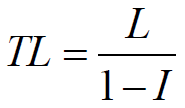 TL = L / (1 − I)